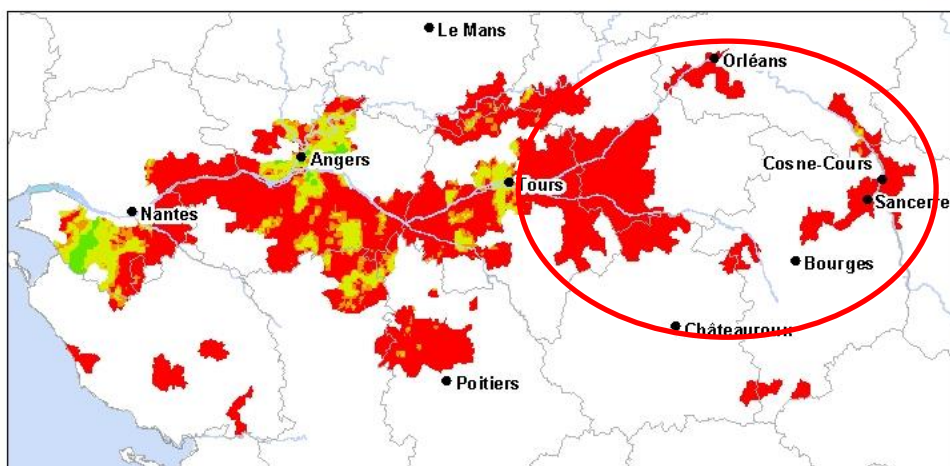 Le Mans
Orléans
Angers
Cosne-Cours
Tours
Sancerre
Nantes
Bourges
Châteauroux
Poitiers